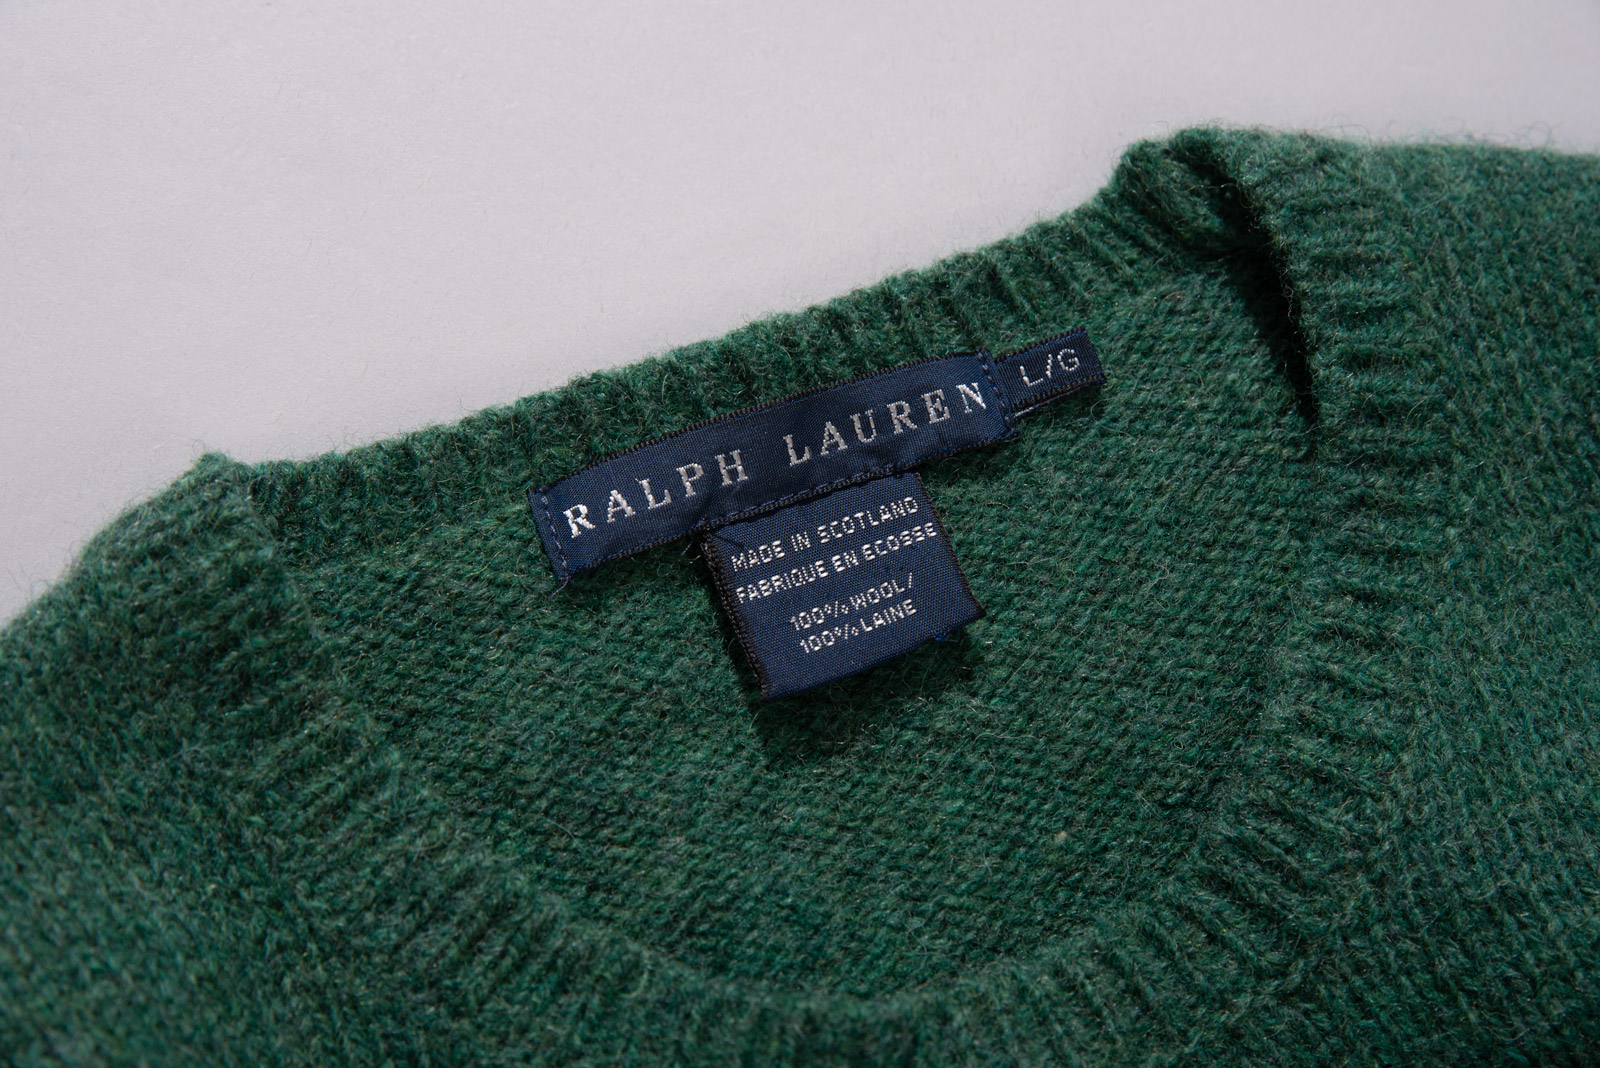 RALPH LAUREN
L/G
MADE IN SCOTLAND
FABRIQUE EN ECOSSE
100% WOOL/
100% LAINE